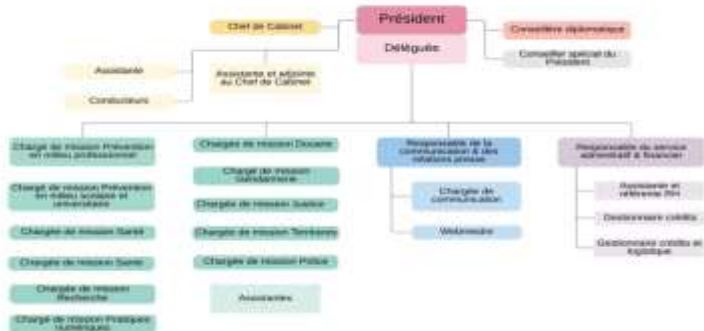 Président
Déléguée
Chef de Cabinet
Conseillère diplomatique
Conseiller spécial du
Président
Assistante
Conducteurs
Assistante et adjointe
au Chef de Cabinet
Chargé de mission Prévention
en milieu professionnel
Chargé de mission Prévention
en milieu scolaire et
universitaire
Chargée de mission Santé
Chargé de mission Santé
Chargée de mission
Recherche
Chargé de mission Pratiques
numériques
Chargée de mission Douane
Chargé de mission
Gendarmerie
Chargée de mission Justice
Chargée de mission Territoires
Chargée de mission Police
Assistantes
Responsable de la
communication & des
relations presse
Chargée de
communication
Webmestre
Responsable du service
administratif & financier
Assistante et
référente RH
Gestionnaire crédits
Gestionnaire crédits et
logistique